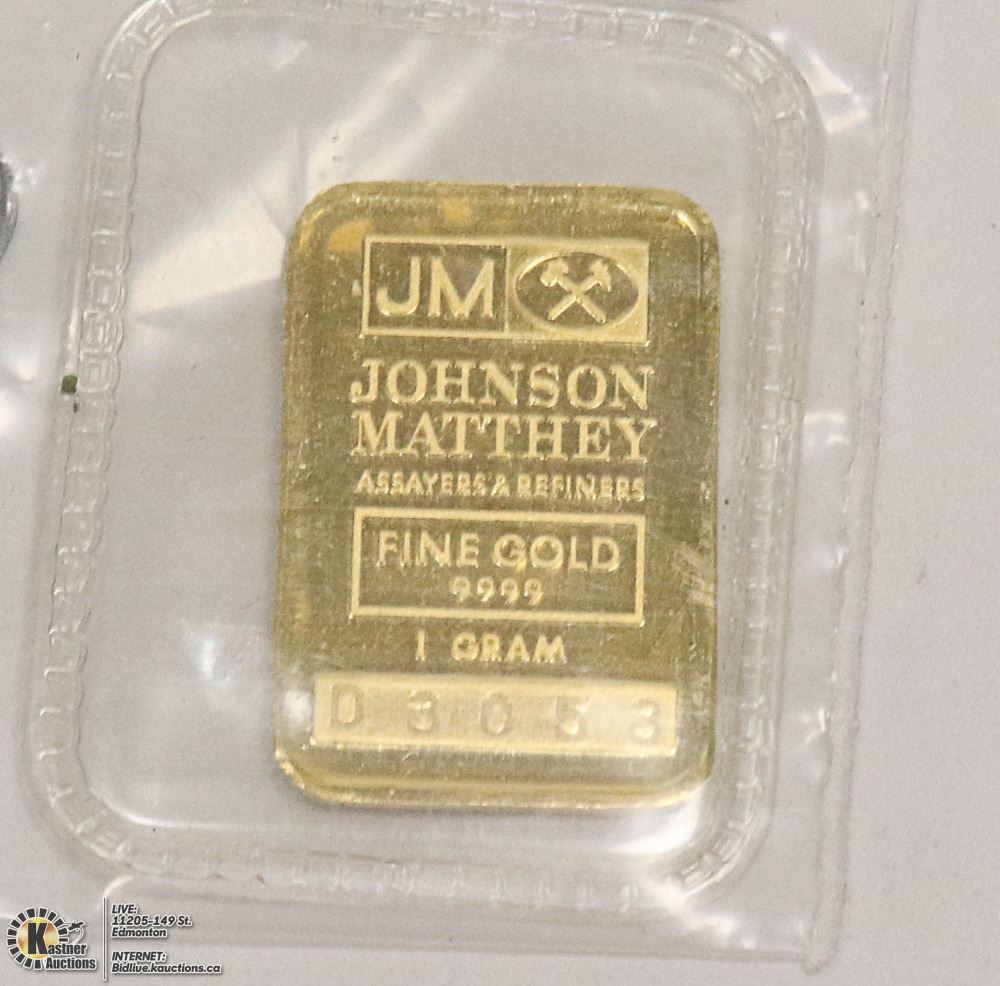 JM
JOHNSON
MATTHEY
ASSAYERS & REFINERS
FINE GOLD
9999
1 GRAM
D 3 0 5 3
Kastner
Auctions
LIVE:
11205-149 St.
Edmonton
INTERNET:
Bidlive.kauctions.ca